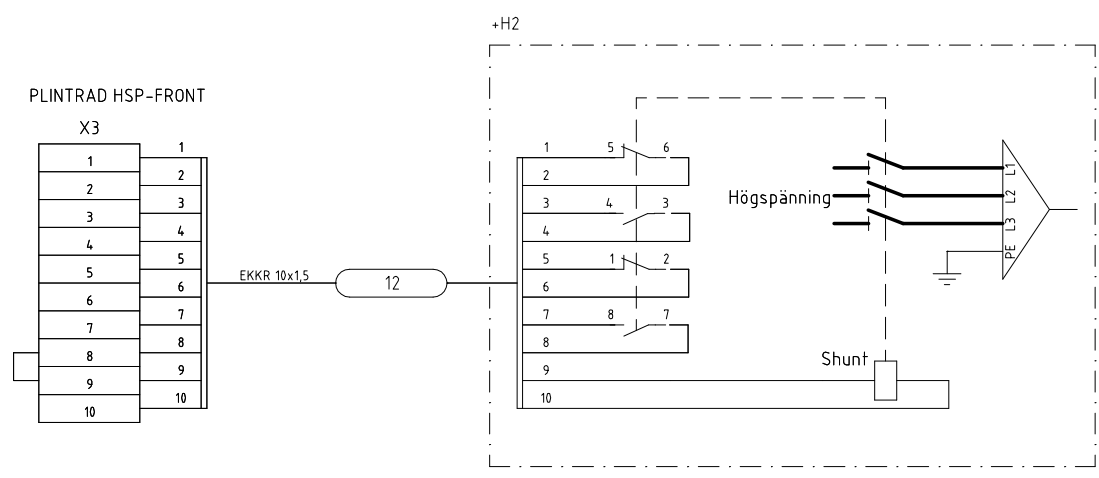 +H2
PLINTRAD HSP-FRONT
X3
1 1
2 2
3 3
4 4
5 5
6 6
7 7
8 8
9 9
10 10
EKKR 10x1,5
12
1 5 6
2
3 4 3
4
5 1 2
6
7 8 7
8
9
10
Högspänning
L1
L2
L3
PE
Shunt